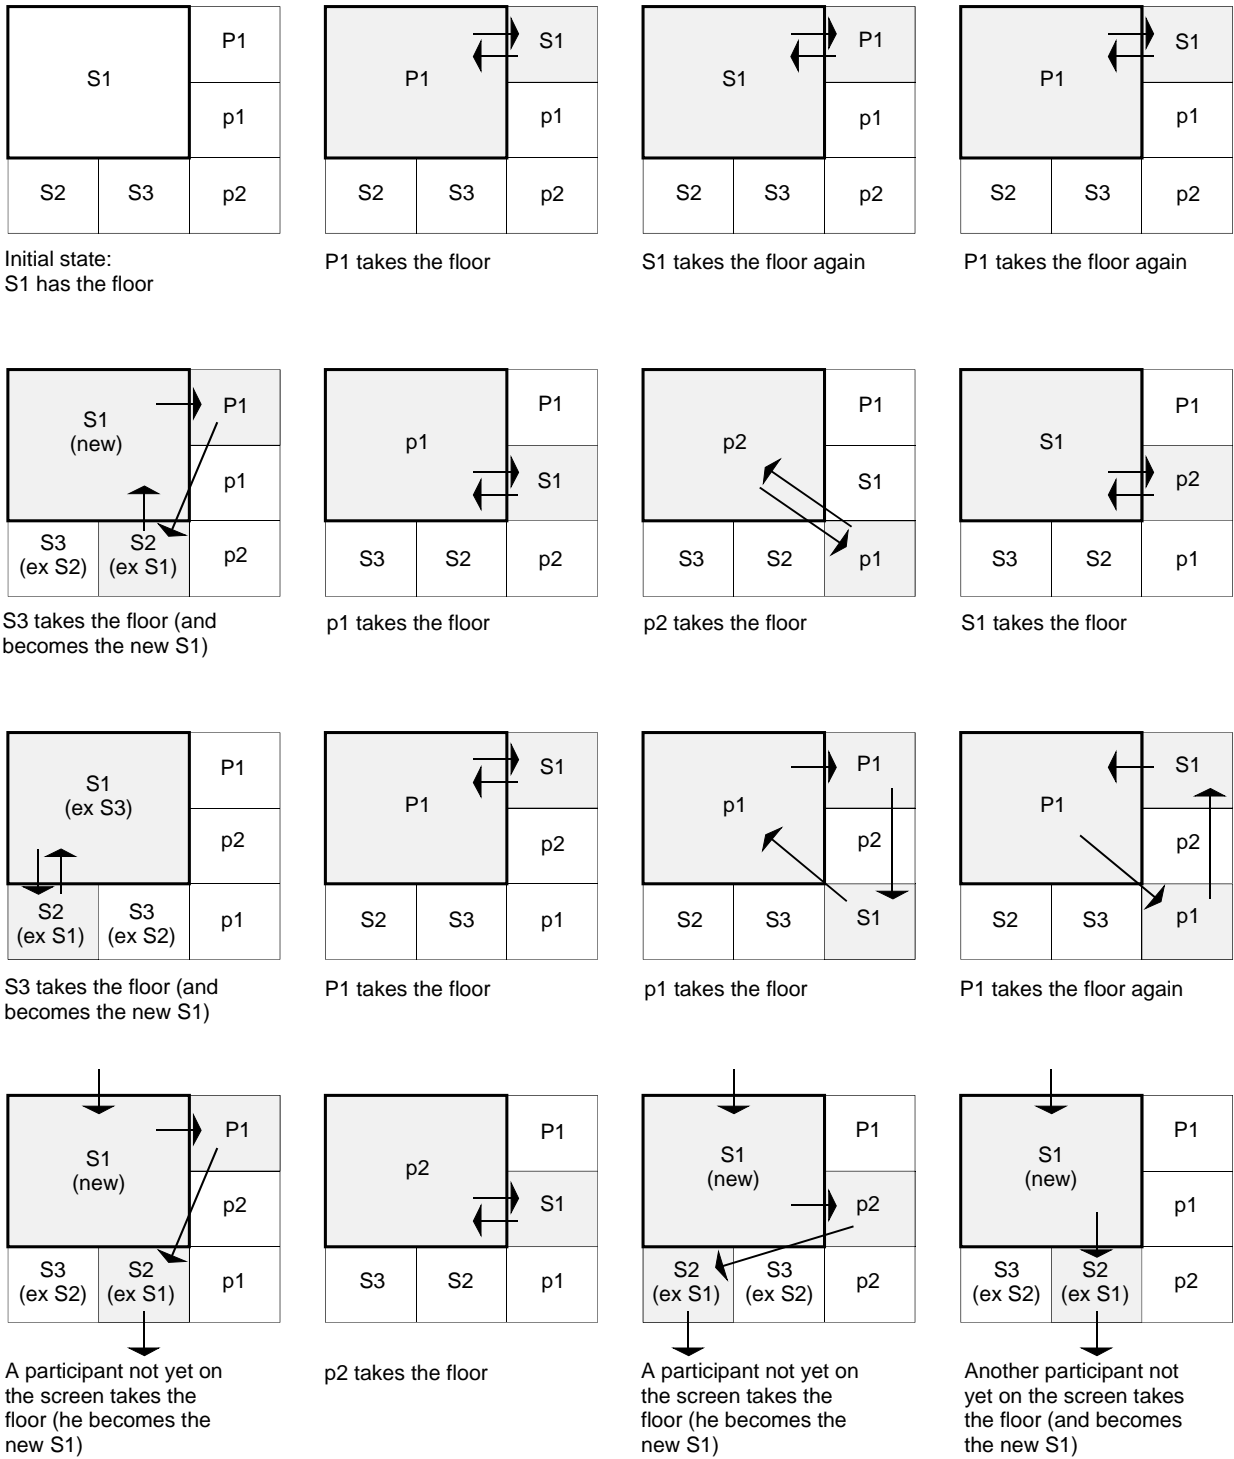 S1
P1
p1
S2
S3
p2
Initial state:
S1 has the floor
P1
S1
p1
S2
S3
p2
P1 takes the floor
S1
P1
p1
S2
S3
p2
S1 takes the floor again
P1
S1
p1
S2
S3
p2
P1 takes the floor again
S1
(new)
P1
p1
S3
(ex S2)
S2
(ex S1)
p2
S3 takes the floor (and
becomes the new S1)
p1
P1
S1
S3
S2
p2
p1 takes the floor
p2
P1
S1
S3
S2
p1
p2 takes the floor
S1
P1
p2
S3
S2
p1
S1 takes the floor
S1
(ex S3)
P1
p2
S2
(ex S1)
S3
(ex S2)
p1
S3 takes the floor (and
becomes the new S1)
P1
S1
p2
S2
S3
p1
P1 takes the floor
p1
P1
p2
S2
S3
S1
p1 takes the floor
P1
S1
p2
S2
S3
p1
P1 takes the floor again
S1
(new)
P1
p2
S3
(ex S2)
S2
(ex S1)
p1
A participant not yet on
the screen takes the
floor (he becomes the
new S1)
p2
P1
S1
S3
S2
p1
p2 takes the floor
S1
(new)
P1
p2
S2
(ex S1)
S3
(ex S2)
p2
A participant not yet on
the screen takes the
floor (he becomes the
new S1)
S1
(new)
P1
p1
S3
(ex S2)
S2
(ex S1)
p2
Another participant not
yet on the screen takes
the floor (and becomes
the new S1)